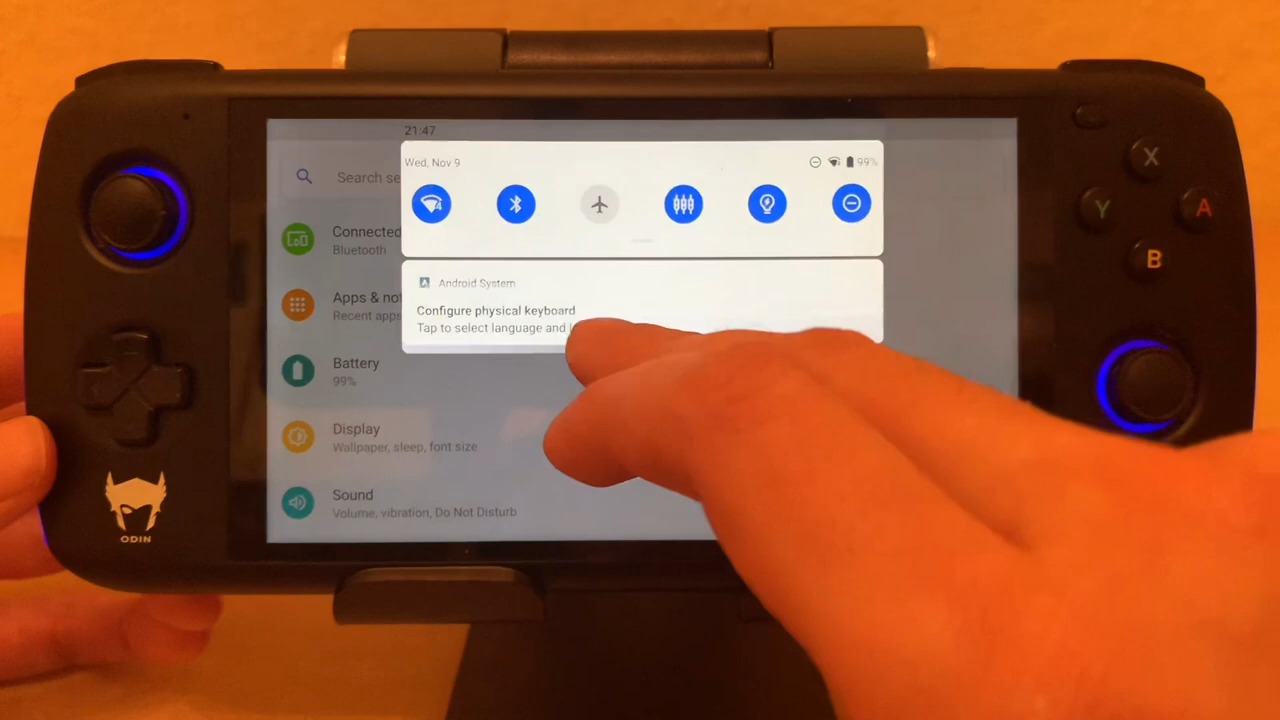 21:47
Wed, Nov 9
99%
Search se
Connected
Bluetooth
Android System
Configure physical keyboard
Tap to select language and
Apps & no
Recent apps
Battery
99%
Display
Wallpaper, sleep, font size
Sound
Volume, vibration, Do Not Disturb
X
Y
A
B
ODIN